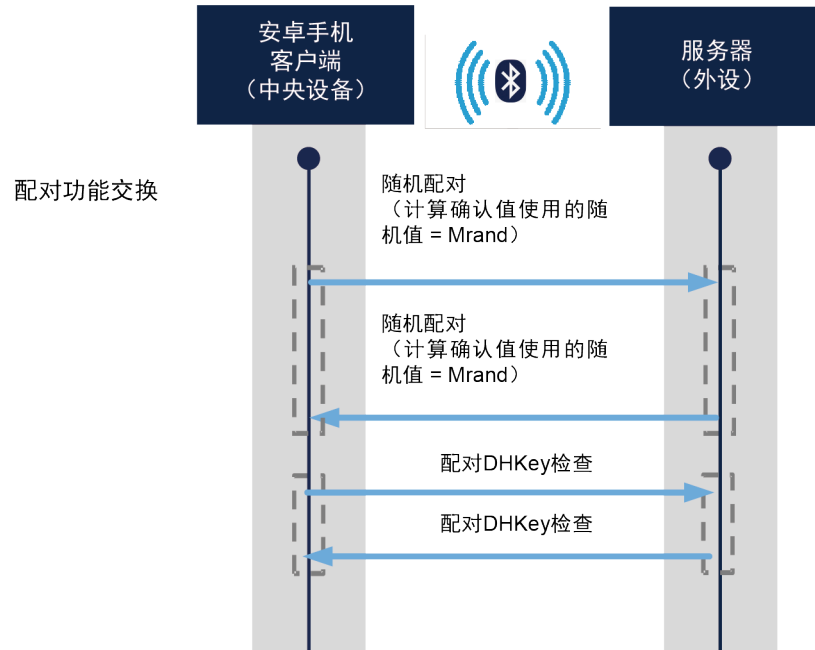 安卓手机
客户端
（中央设备）
服务器
（外设）
配对功能交换
随机配对
（计算确认值使用的随
机值 = Mrand）
随机配对
（计算确认值使用的随
机值 = Mrand）
配对DHKey检查
配对DHKey检查